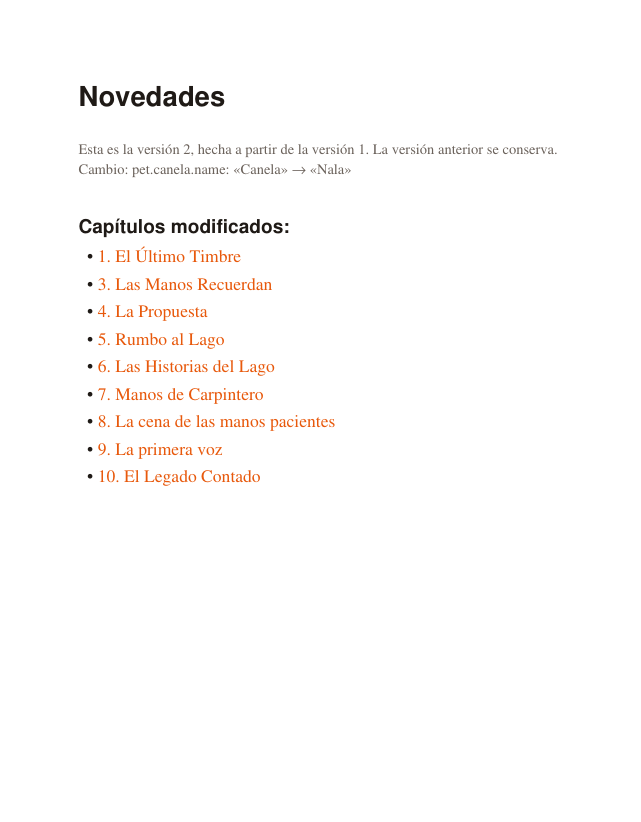 Novedades
Esta es la versión 2, hecha a partir de la versión 1. La versión anterior se conserva.
Cambio: pet.canela.name: «Canela» → «Nala»
Capítulos modificados:
• 1. El Último Timbre
• 3. Las Manos Recuerdan
• 4. La Propuesta
• 5. Rumbo al Lago
• 6. Las Historias del Lago
• 7. Manos de Carpintero
• 8. La cena de las manos pacientes
• 9. La primera voz
• 10. El Legado Contado